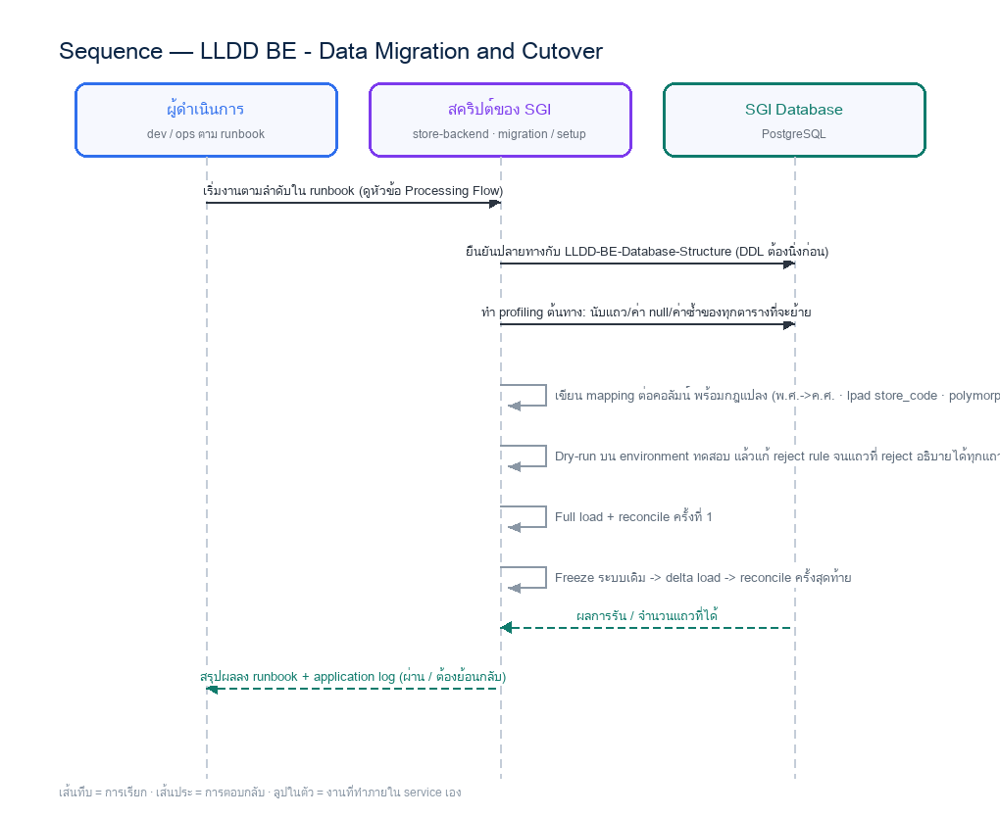 Sequence — LLDD BE - Data Migration and Cutover
ผู้ดำเนินการ
dev / ops ตาม runbook
สคริปต์ของ SGI
store-backend · migration / setup
SGI Database
PostgreSQL
เริ่มงานตามลำดับใน runbook (ดูหัวข้อ Processing Flow)
ยืนยันปลายทางกับ LLDD-BE-Database-Structure (DDL ต้องนิ่งก่อน)
ทำ profiling ต้นทาง: นับแถว/ค่า null/ค่าซ้ำของทุกตารางที่จะย้าย
เขียน mapping ต่อคอลัมน์ พร้อมกฎแปลง (พ.ศ.->ค.ศ. · lpad store_code · polymorp
Dry-run บน environment ทดสอบ แล้วแก้ reject rule จนแถวที่ reject อธิบายได้ทุกแถว
Full load + reconcile ครั้งที่ 1
Freeze ระบบเดิม -> delta load -> reconcile ครั้งสุดท้าย
ผลการรัน / จำนวนแถวที่ได้
สรุปผลลง runbook + application log (ผ่าน / ต้องย้อนกลับ)
เส้นทึบ = การเรียก · เส้นประ = การตอบกลับ · ลูปในตัว = งานที่ทำภายใน service เอง